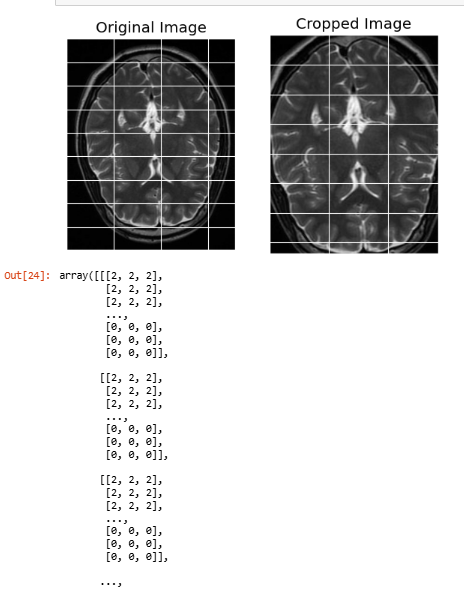 Original Image
Cropped Image
Out[24]: array([[[2, 2, 2],
[2, 2, 2],
[2, 2, 2],
...,
[0, 0, 0],
[0, 0, 0],
[0, 0, 0]],
[[2, 2, 2],
[2, 2, 2],
[2, 2, 2],
...,
[0, 0, 0],
[0, 0, 0],
[0, 0, 0]],
[[2, 2, 2],
[2, 2, 2],
[2, 2, 2],
...,
[0, 0, 0],
[0, 0, 0],
[0, 0, 0]],
...,